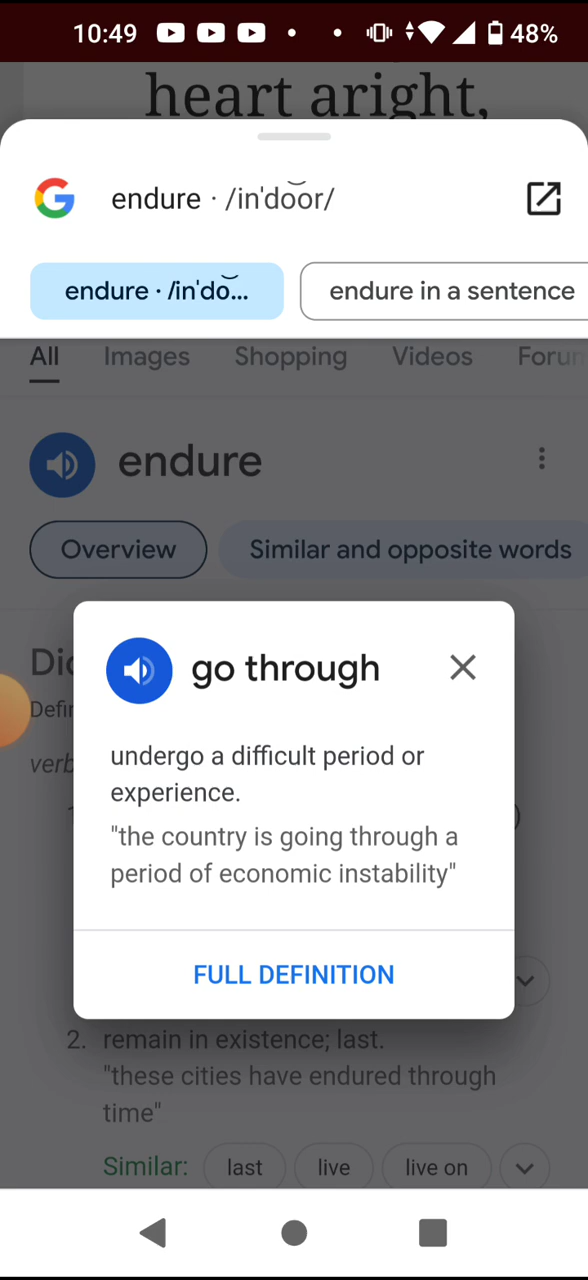 10:49
48%
heart aright,
endure · /inˈdo͝or/
endure · /inˈdo͝...
endure in a sentence
All Images Shopping Videos Forum
endure
Overview
Similar and opposite words
go through
undergo a difficult period or
experience.
"the country is going through a
period of economic instability"
FULL DEFINITION
verb
2. remain in existence; last.
"these cities have endured through
time"
Similar: last live live on